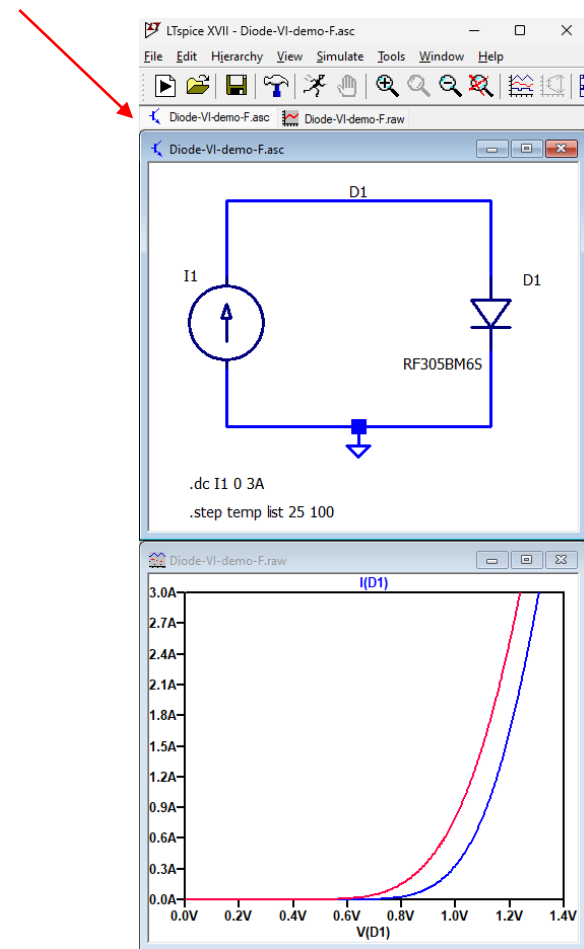 LTspice XVII - Diode-VI-demo-F.asc
File Edit Hierarchy View Simulate Tools Window Help
Diode-VI-demo-F.asc Diode-VI-demo-F.raw
Diode-VI-demo-F.asc
D1
I1
D1
RF305BM6S
.dc I1 0 3A
.step temp list 25 100
Diode-VI-demo-F.raw
I(D1)
3.0A
2.7A
2.4A
2.1A
1.8A
1.5A
1.2A
0.9A
0.6A
0.3A
0.0A
0.0V 0.2V 0.4V 0.6V 0.8V 1.0V 1.2V 1.4V
V(D1)